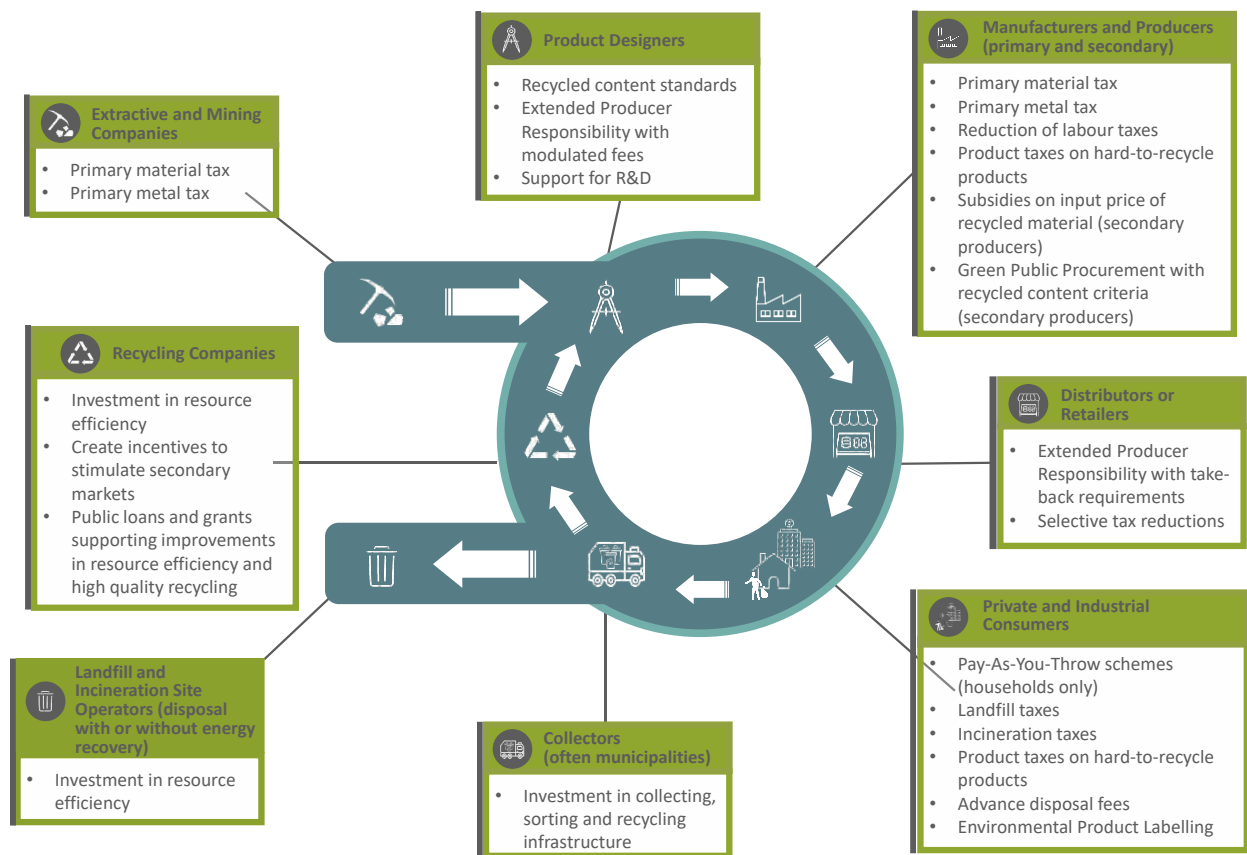 Product Designers
• Recycled content standards
• Extended Producer
Responsibility with
modulated fees
• Support for R&D
Manufacturers and Producers
(primary and secondary)
• Primary material tax
• Primary metal tax
• Reduction of labour taxes
• Product taxes on hard-to-recycle
products
• Subsidies on input price of
recycled material (secondary
producers)
• Green Public Procurement with
recycled content criteria
(secondary producers)
Extractive and Mining
Companies
• Primary material tax
• Primary metal tax
Recycling Companies
• Investment in resource
efficiency
• Create incentives to
stimulate secondary
markets
• Public loans and grants
supporting improvements
in resource efficiency and
high quality recycling
Distributors or
Retailers
• Extended Producer
Responsibility with take-
back requirements
• Selective tax reductions
Private and Industrial
Consumers
• Pay-As-You-Throw schemes
(households only)
• Landfill taxes
• Incineration taxes
• Product taxes on hard-to-recycle
products
• Advance disposal fees
• Environmental Product Labelling
Landfill and
Incineration Site
Operators (disposal
with or without energy
recovery)
• Investment in resource
efficiency
Collectors
(often municipalities)
• Investment in collecting,
sorting and recycling
infrastructure